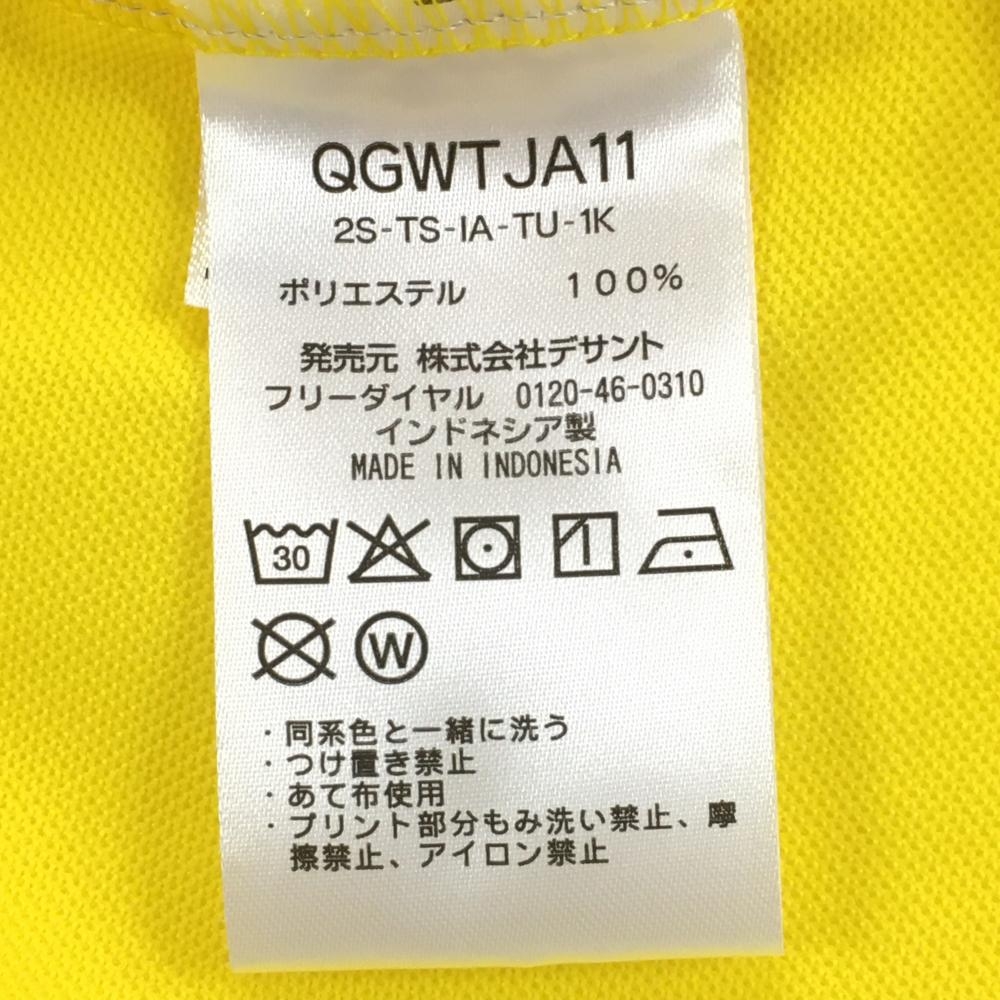 QGWTJA11
2S-TS-IA-TU-1K
ポリエステル 100%
発売元 株式会社デサント
フリーダイヤル 0120-46-0310
インドネシア製
MADE IN INDONESIA
30
W
・同系色と一緒に洗う
・つけ置き禁止
・あて布使用
・プリント部分もみ洗い禁止、摩
擦禁止、アイロン禁止